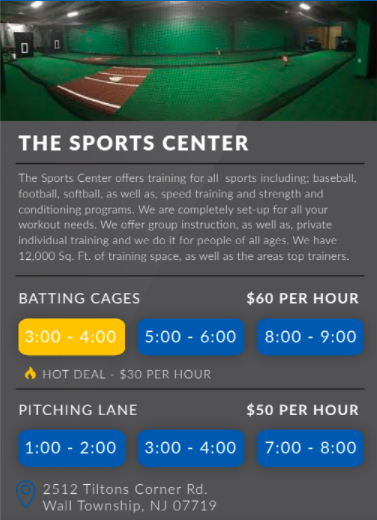 THE SPORTS CENTER
The Sports Center offers training for all sports including; baseball,
football, softball, as well as, speed training and strength and
conditioning programs. We are completely set-up for all your
workout needs. We offer group instruction, as well as, private
individual training and we do it for people of all ages. We have
12,000 Sq. Ft. of training space, as well as the areas top trainers.
BATTING CAGES $60 PER HOUR
3:00 - 4:00 5:00 - 6:00 8:00 - 9:00
HOT DEAL - $30 PER HOUR
PITCHING LANE $50 PER HOUR
1:00 - 2:00 3:00 - 4:00 7:00 - 8:00
2512 Tiltons Corner Rd.
Wall Township, NJ 07719